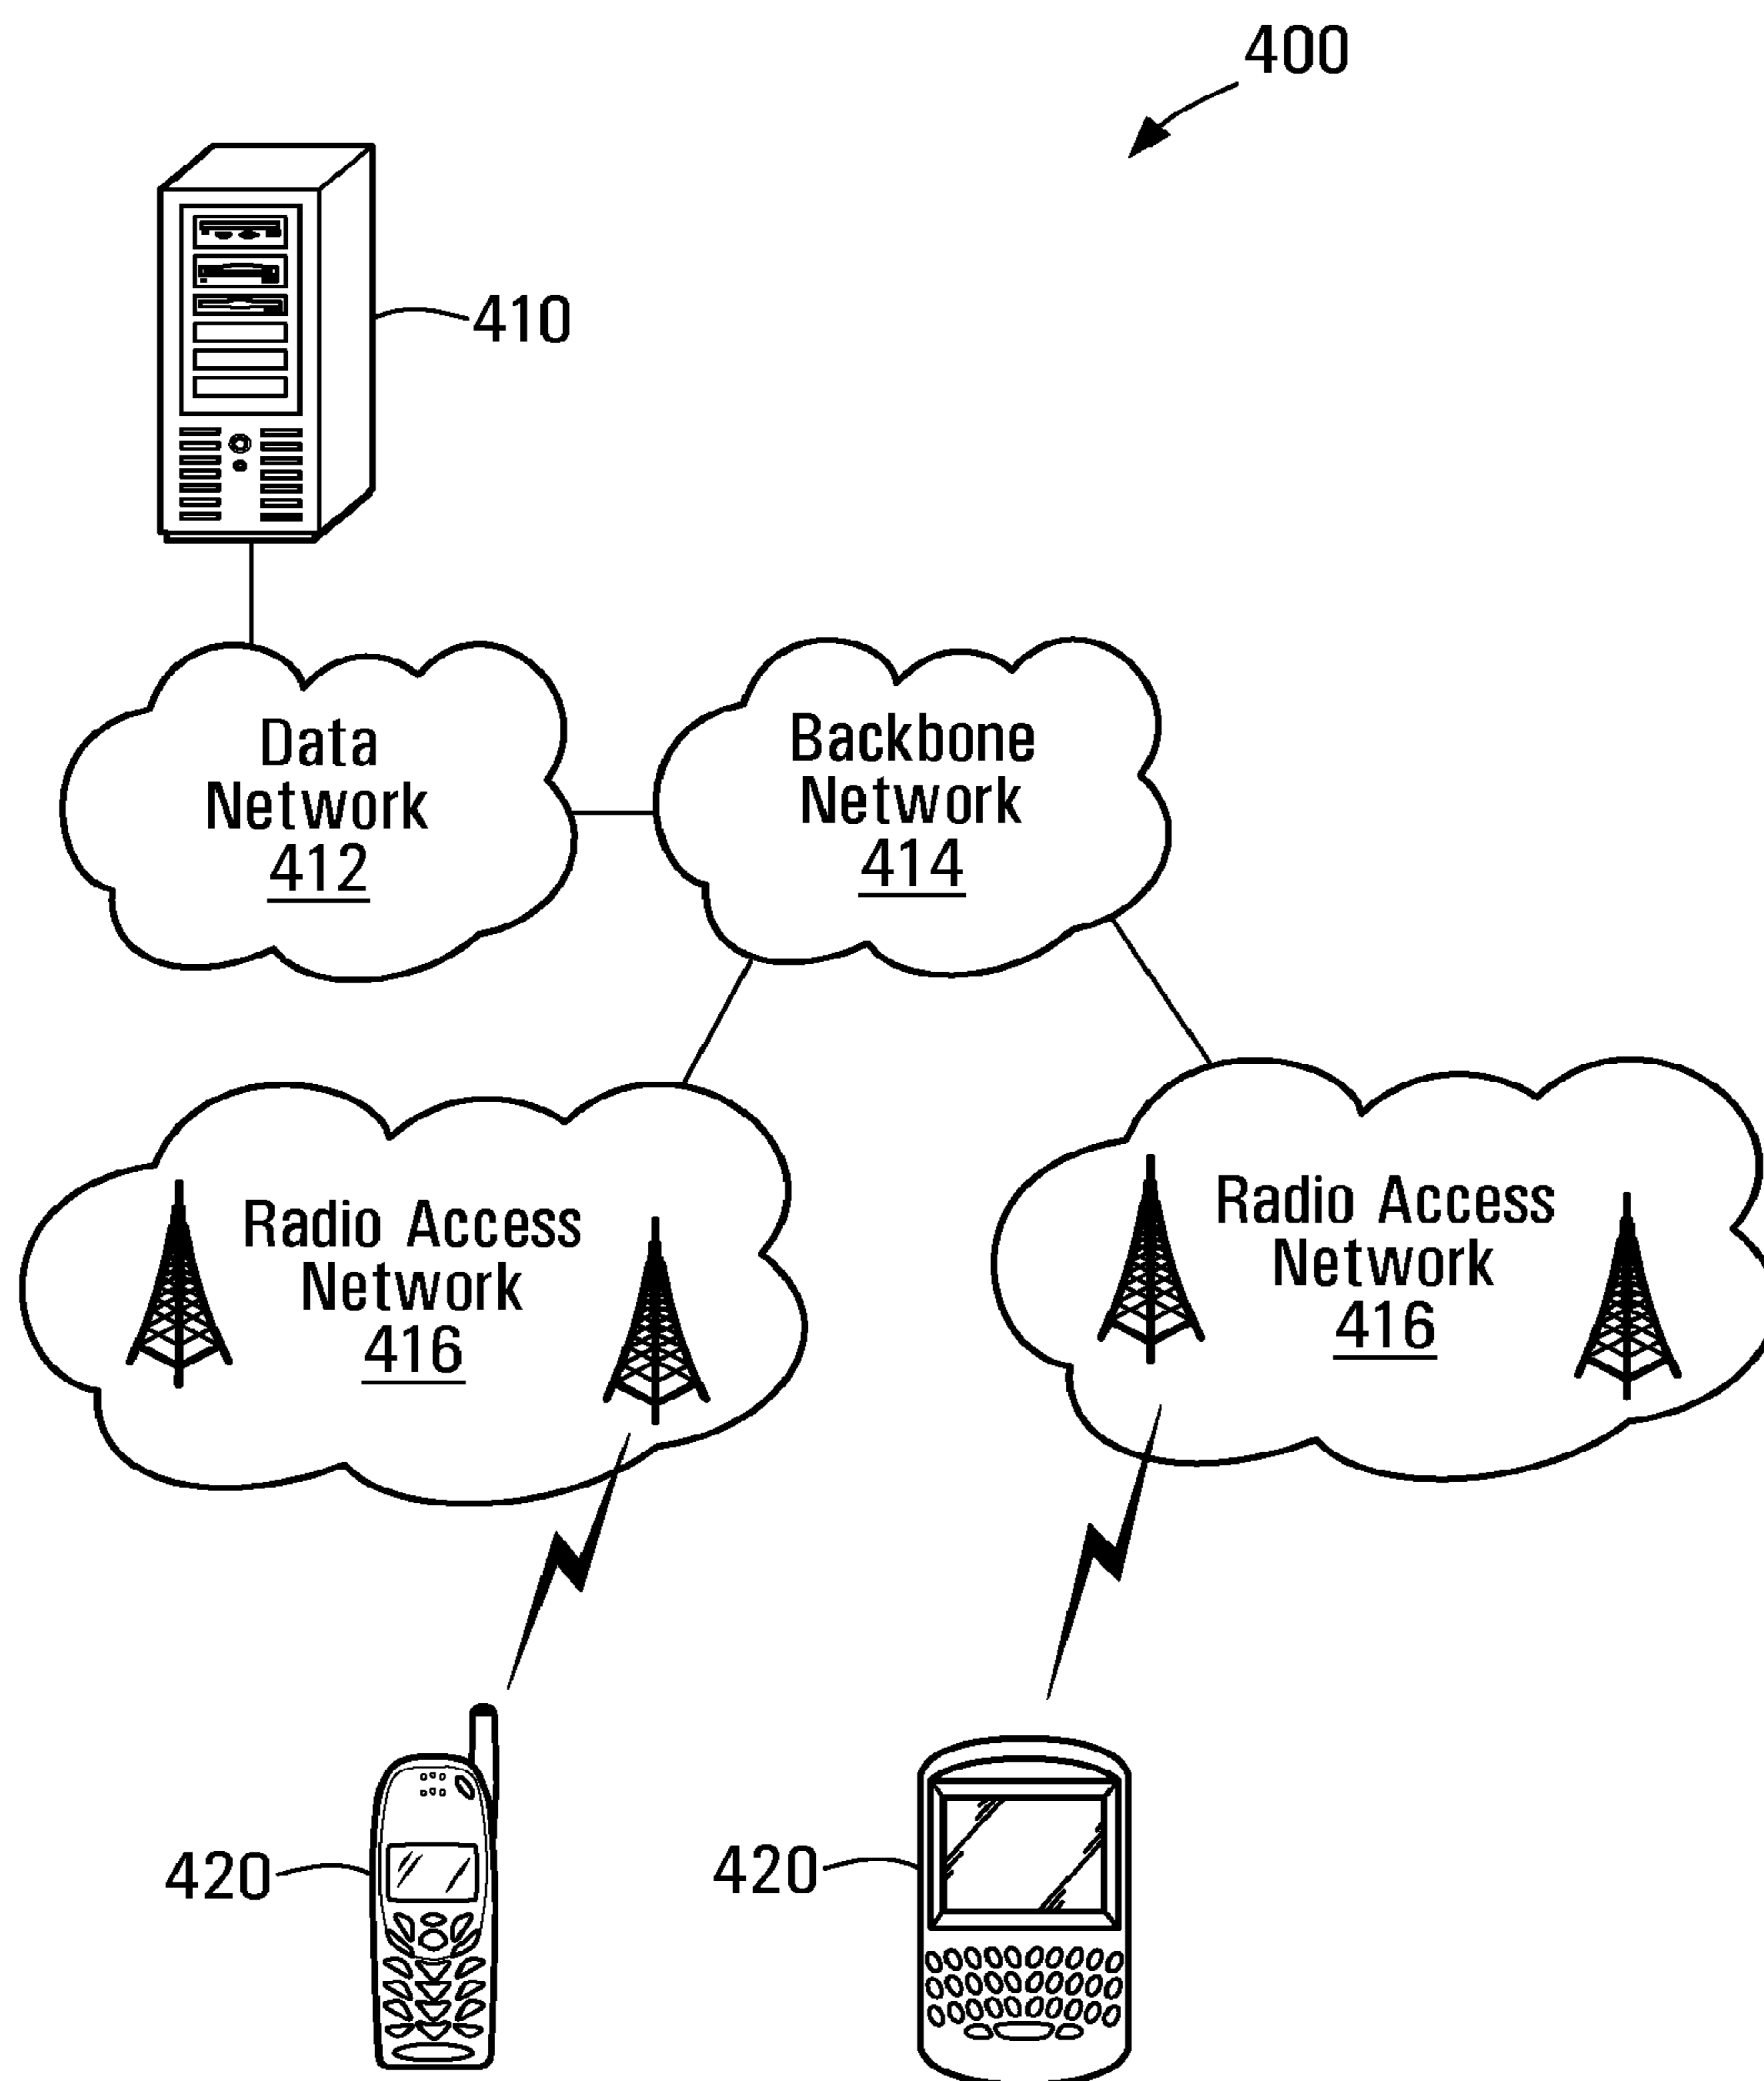 400
410
Data
Network
412
Backbone
Network
414
Radio Access
Network
416
Radio Access
Network
416
420
420